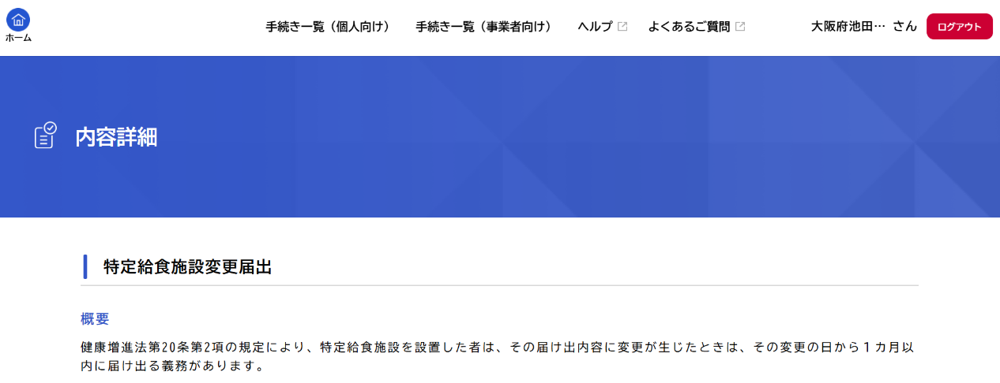 ホーム
手続き一覧（個人向け）
手続き一覧（事業者向け）
ヘルプ
よくあるご質問
大阪府池田… さん
ログアウト
内容詳細
特定給食施設変更届出
概要
健康増進法第20条第2項の規定により、特定給食施設を設置した者は、その届け出内容に変更が生じたときは、その変更の日から１カ月以
内に届け出る義務があります。